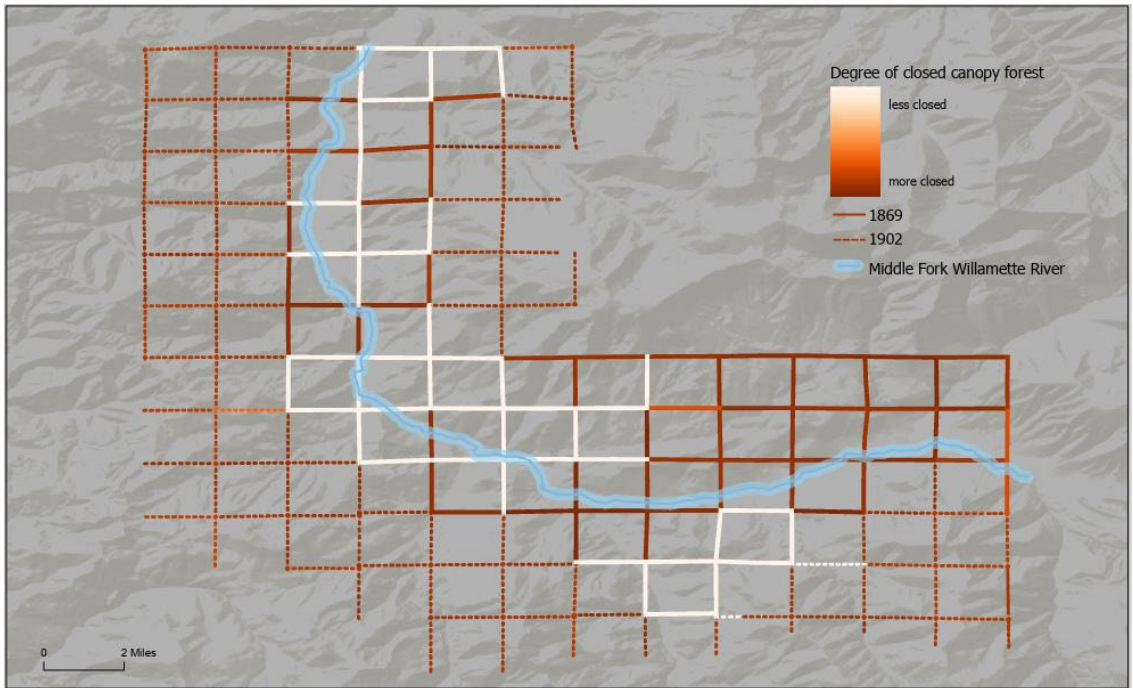 Degree of closed canopy forest
less closed
more closed
1869
1902
Middle Fork Willamette River
0 2 Miles